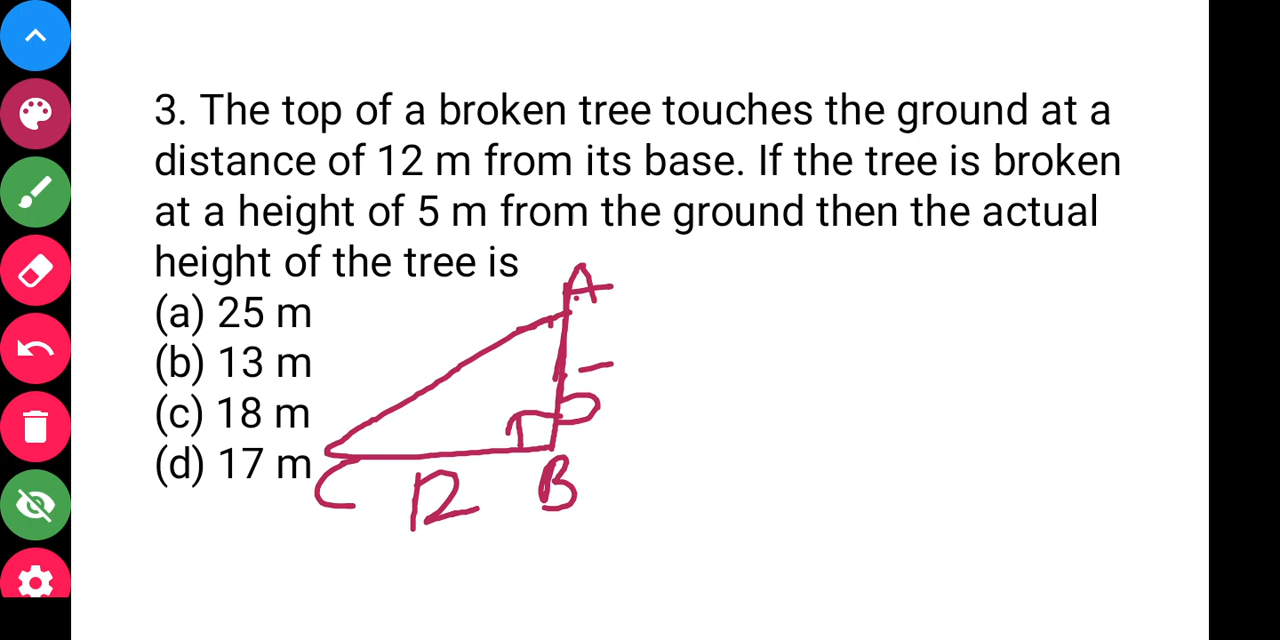 3. The top of a broken tree touches the ground at a
distance of 12 m from its base. If the tree is broken
at a height of 5 m from the ground then the actual
height of the tree is
(a) 25 m
(b) 13 m
(c) 18 m
(d) 17 m
A
5
C 12 B